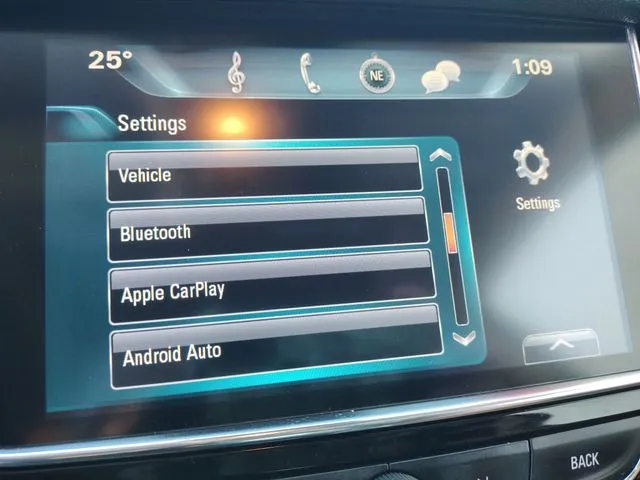 25°
NE
1:09
Settings
Vehicle
Bluetooth
Apple CarPlay
Android Auto
Settings
BACK